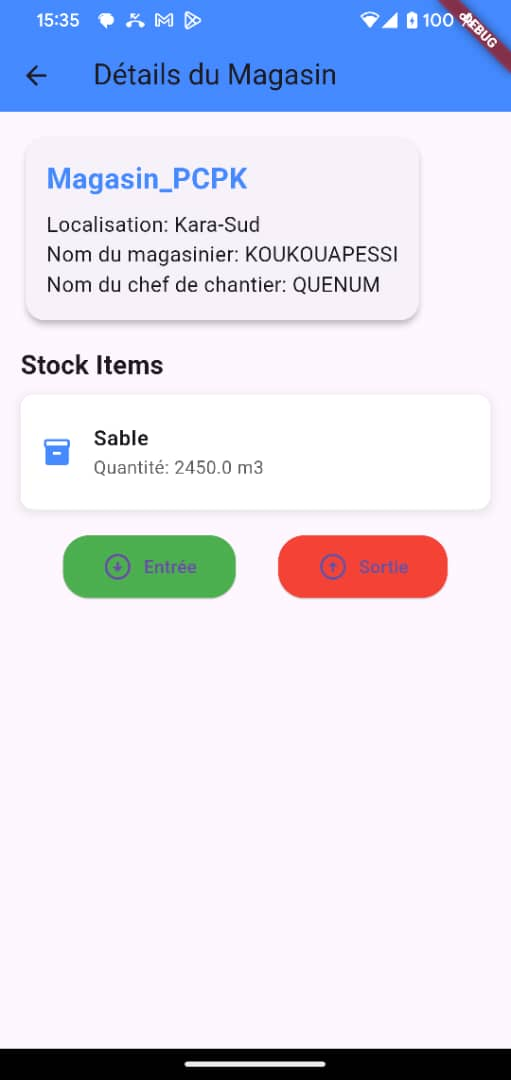 15:35
100
DEBUG
Détails du Magasin
Magasin_PCPK
Localisation: Kara-Sud
Nom du magasinier: KOUKOUAPESSI
Nom du chef de chantier: QUENUM
Stock Items
Sable
Quantité: 2450.0 m3
Entrée
Sortie